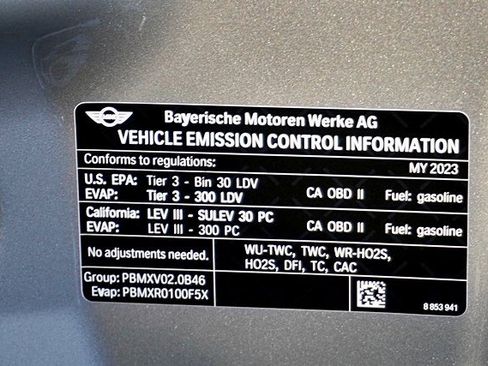 Bayerische Motoren Werke AG
VEHICLE EMISSION CONTROL INFORMATION
Conforms to regulations: MY 2023
U.S. EPA: Tier 3 - Bin 30 LDV CA OBD II Fuel: gasoline
EVAP: Tier 3 - 300 LDV
California: LEV III - SULEV 30 PC CA OBD II Fuel: gasoline
EVAP: LEV III - 300 PC
No adjustments needed. WU-TWC, TWC, WR-HO2S,
HO2S, DFI, TC, CAC
Group: PBMXV02.0B46
Evap: PBMXR0100F5X
8 853 941